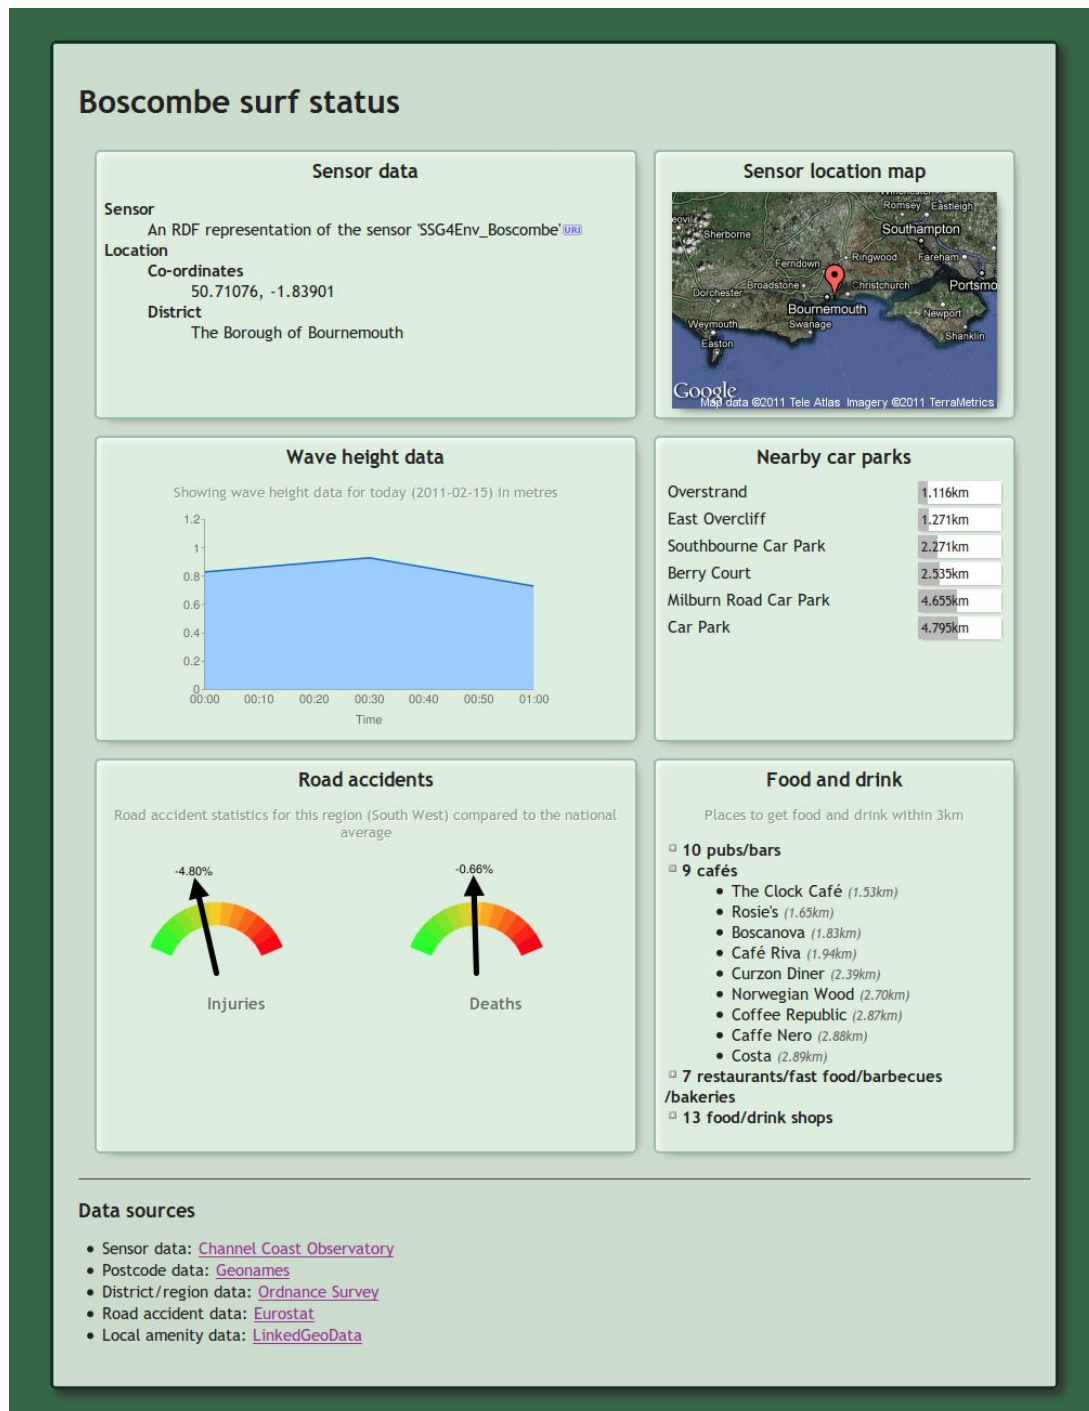 Boscombe surf status
Sensor data
Sensor
An RDF representation of the sensor 'SSG4Env_Boscombe' URI
Location
Co-ordinates
50.71076, -1.83901
District
The Borough of Bournemouth
Sensor location map
Romsey Eastleigh
Sherborne
Southampton
Ferndown Ringwood Fareham
Dorchester Broadstone Christchurch Portsmo
Bournemouth
Newport
Weymouth Swanage
Shanklin
Easton
Google
Map data ©2011 Tele Atlas Imagery ©2011 TerraMetrics
Wave height data
Showing wave height data for today (2011-02-15) in metres
1.2
1
0.8
0.6
0.4
0.2
0
00:00 00:10 00:20 00:30 00:40 00:50 01:00
Time
Nearby car parks
Overstrand 1.116km
East Overcliff 1.271km
Southbourne Car Park 2.271km
Berry Court 2.535km
Milburn Road Car Park 4.655km
Car Park 4.795km
Road accidents
Road accident statistics for this region (South West) compared to the national
average
-4.80% -0.66%
Injuries Deaths
Food and drink
Places to get food and drink within 3km
10 pubs/bars
9 cafés
• The Clock Café (1.53km)
• Rosie's (1.65km)
• Boscanova (1.83km)
• Café Riva (1.94km)
• Curzon Diner (2.39km)
• Norwegian Wood (2.70km)
• Coffee Republic (2.87km)
• Caffe Nero (2.88km)
• Costa (2.89km)
7 restaurants/fast food/barbecues
/bakeries
13 food/drink shops
Data sources
• Sensor data: Channel Coast Observatory
• Postcode data: Geonames
• District/region data: Ordnance Survey
• Road accident data: Eurostat
• Local amenity data: LinkedGeoData